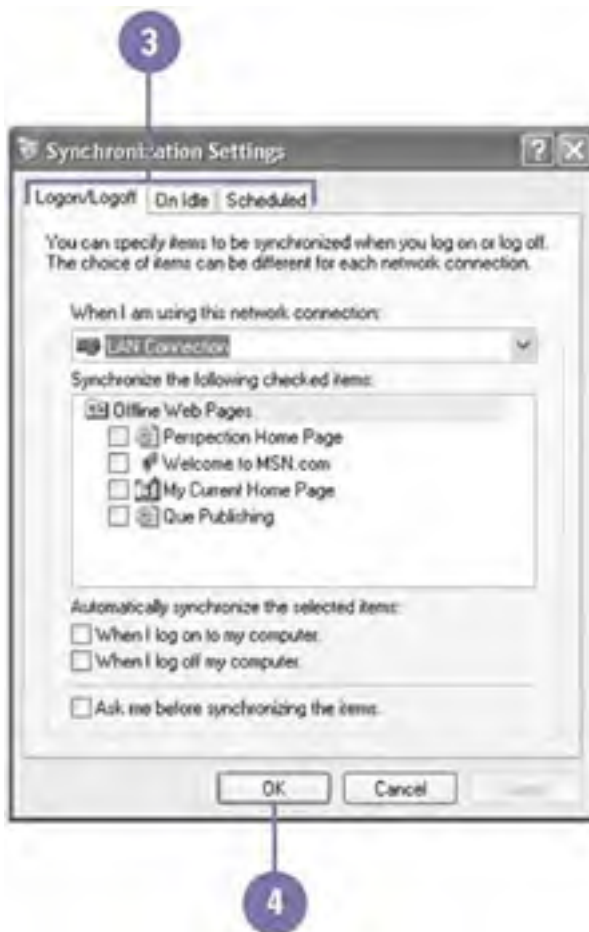 3
Synchronization Settings
Logon/Logoff On Idle Scheduled
You can specify items to be synchronized when you log on or log off.
The choice of items can be different for each network connection.
When I am using this network connection:
LAN Connection
Synchronize the following checked items:
Offline Web Pages
Perspection Home Page
Welcome to MSN.com
My Current Home Page
Que Publishing
Automatically synchronize the selected items:
When I log on to my computer
When I log off my computer
Ask me before synchronizing the items
OK Cancel
4